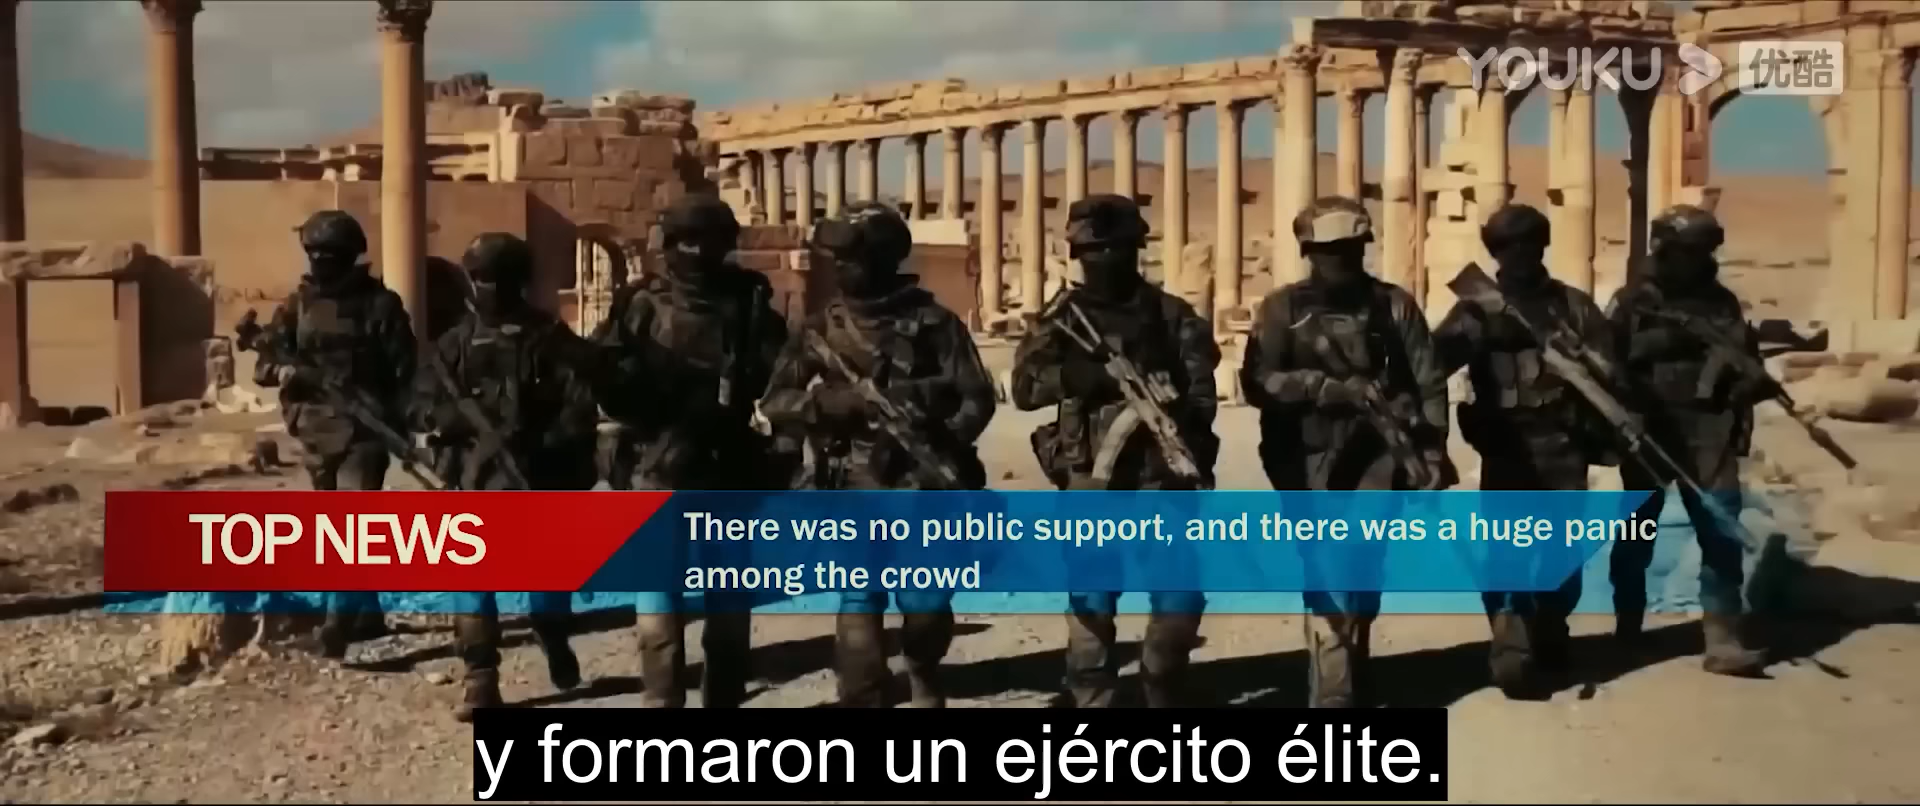 YOUKU 优酷
TOP NEWS
There was no public support, and there was a huge panic
among the crowd
y formaron un ejército élite.